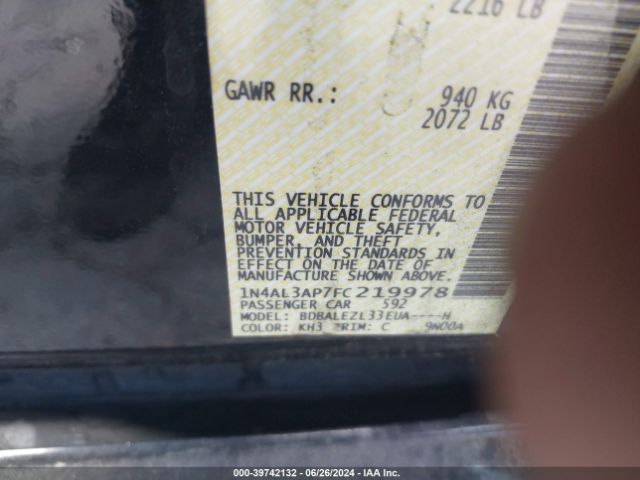 2216 LB
GAWR RR.: 940 KG
2072 LB
THIS VEHICLE CONFORMS TO
ALL APPLICABLE FEDERAL
MOTOR VEHICLE SAFETY,
BUMPER, AND THEFT
PREVENTION STANDARDS IN
EFFECT ON THE DATE OF
MANUFACTURE SHOWN ABOVE.
1N4AL3AP7FC219978
PASSENGER CAR 592
MODEL: BDBALEZL33EUA----H
COLOR: KH3 TRIM: C 9N00A
000-39742132 - 06/26/2024 - IAA Inc.